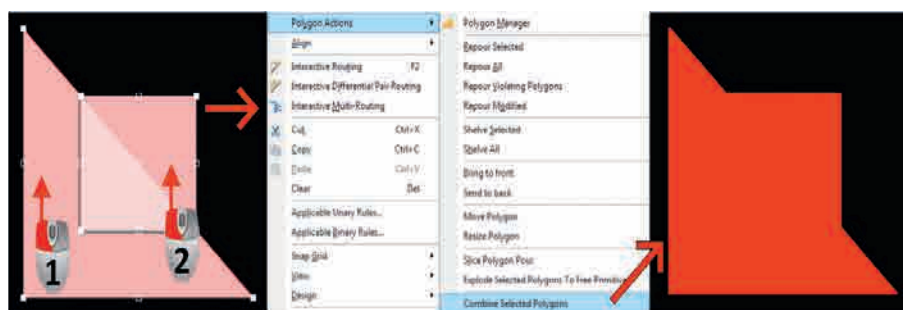 Polygon Actions
Align
Interactive Routing F2
Interactive Differential Pair Routing
Interactive Multi-Routing
Cut Ctrl+X
Copy Ctrl+C
Paste Ctrl+V
Clear Del
Applicable Unary Rules...
Applicable Binary Rules...
Snap Grid
View
Design
Polygon Manager
Repour Selected
Repour All
Repour Violating Polygons
Repour Modified
Shelve Selected
Shelve All
Bring to front
Send to back
Move Polygon
Resize Polygon
Slice Polygon Pour
Explode Selected Polygons To Free Primitive
Combine Selected Polygons
1
2